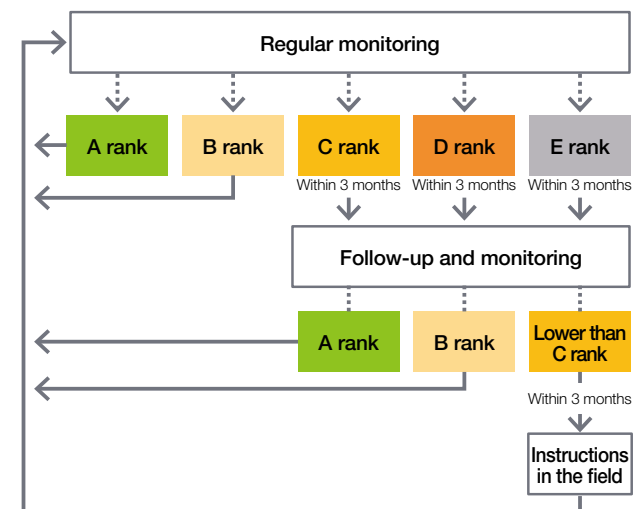 Regular monitoring
A rank
B rank
C rank
D rank
E rank
Within 3 months
Within 3 months
Within 3 months
Follow-up and monitoring
A rank
B rank
Lower than
C rank
Within 3 months
Instructions
in the field